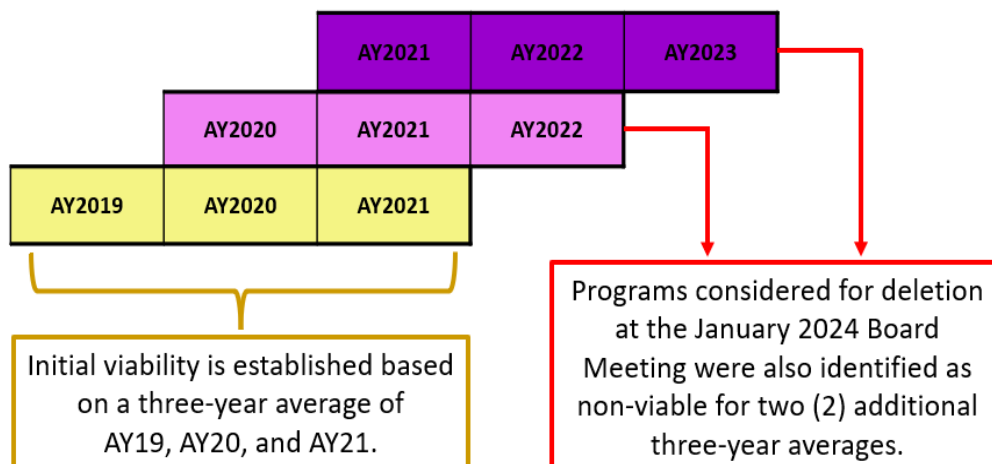 AY2021 AY2022 AY2023
AY2020 AY2021 AY2022
AY2019 AY2020 AY2021
Initial viability is established based
on a three-year average of
AY19, AY20, and AY21.
Programs considered for deletion
at the January 2024 Board
Meeting were also identified as
non-viable for two (2) additional
three-year averages.